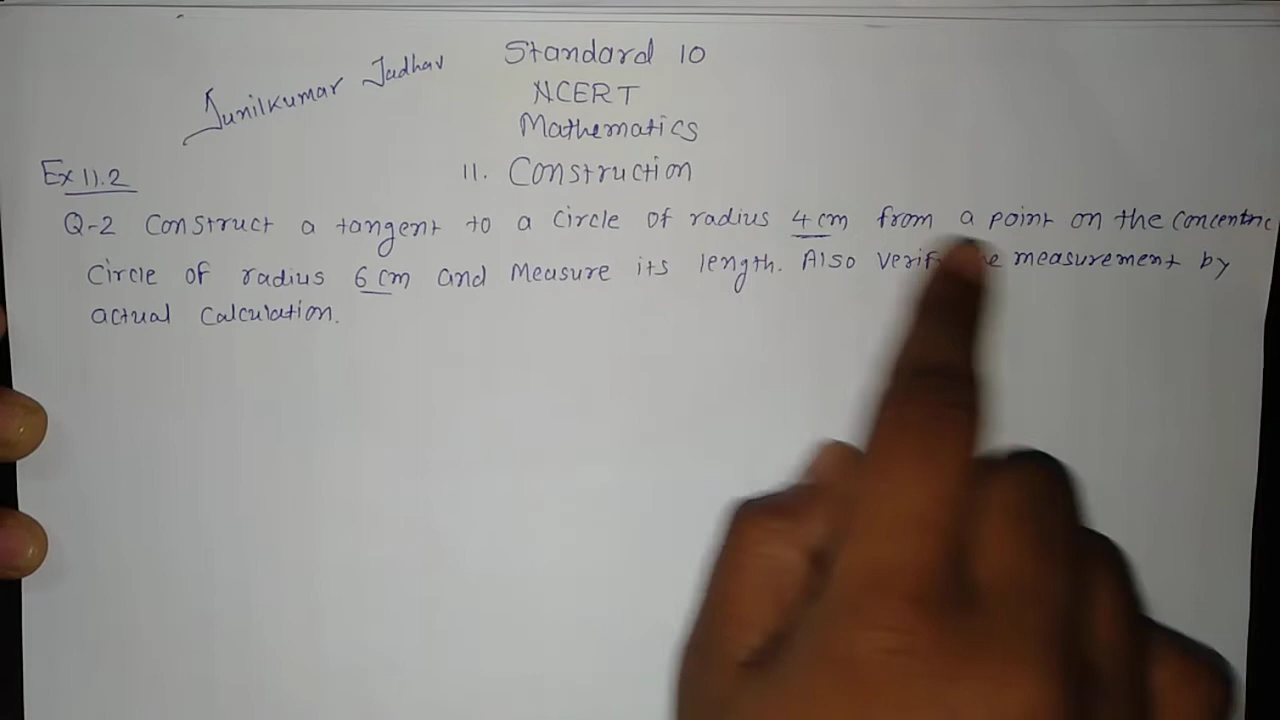 Sunilkumar Jadhav
Standard 10
NCERT
Mathematics
Ex 11.2
11. Construction
Q-2 Construct a tangent to a circle of radius 4 cm from a point on the concentric
circle of radius 6 cm and Measure its length. Also verify the measurement by
actual calculation.